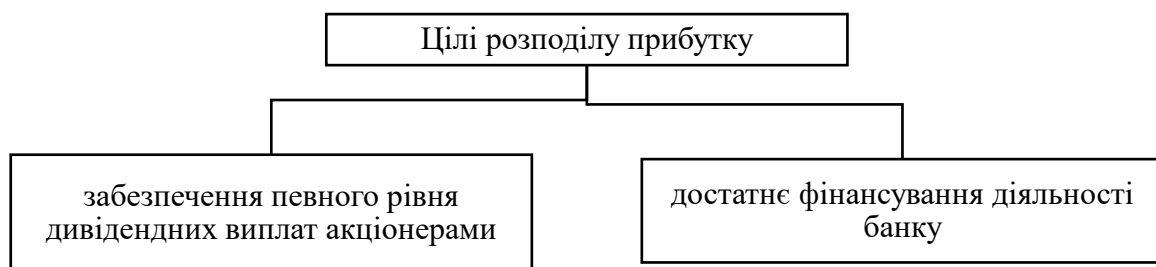 Цілі розподілу прибутку
забезпечення певного рівня
дивідендних виплат акціонерами
достатнє фінансування діяльності
банку